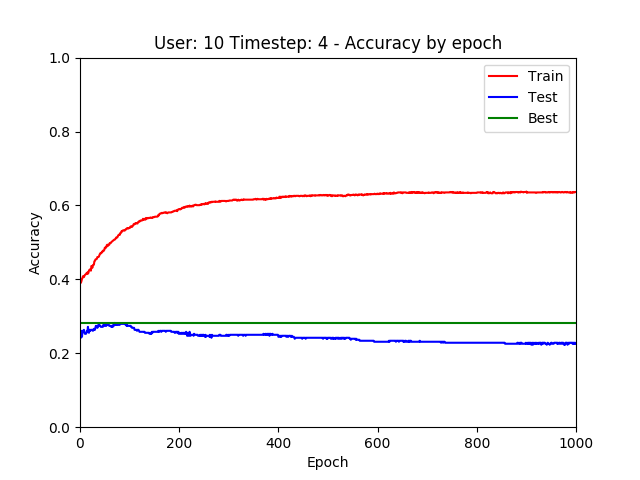 User: 10 Timestep: 4 - Accuracy by epoch
1.0
0.8
0.6
0.4
0.2
0.0
Accuracy
Train
Test
Best
0 200 400 600 800 1000
Epoch